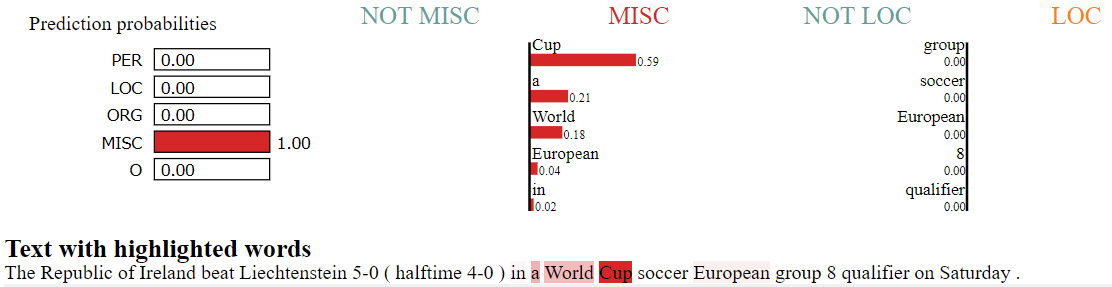 Prediction probabilities
PER 0.00
LOC 0.00
ORG 0.00
MISC 1.00
O 0.00
NOT MISC MISC
Cup
0.59
a
0.21
World
0.18
European
0.04
in
0.02
NOT LOC LOC
group
0.00
soccer
0.00
European
0.00
8
0.00
qualifier
0.00
Text with highlighted words
The Republic of Ireland beat Liechtenstein 5-0 ( halftime 4-0 ) in a World Cup soccer European group 8 qualifier on Saturday .